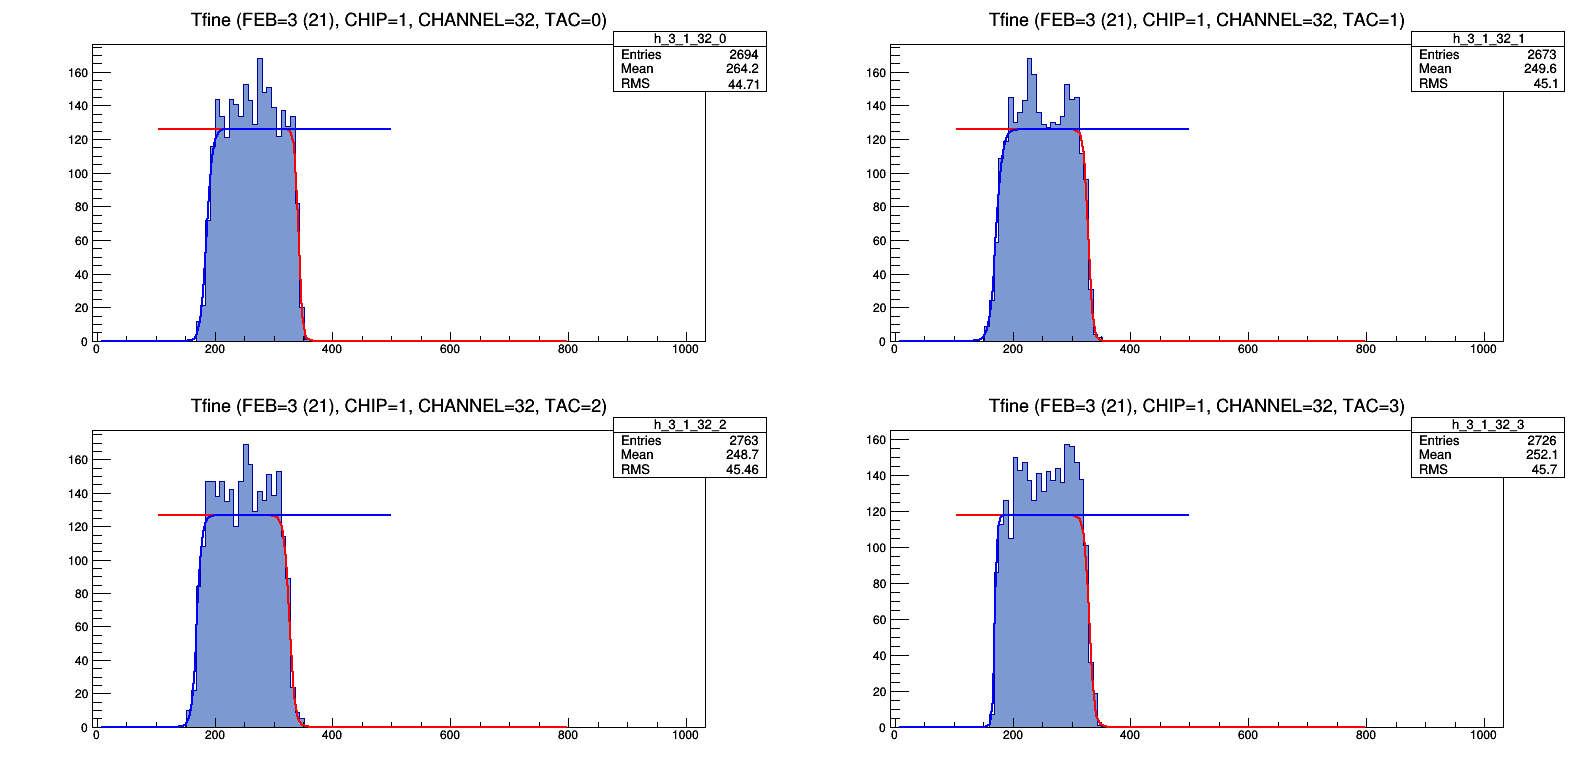 Tfine (FEB=3 (21), CHIP=1, CHANNEL=32, TAC=0)
h_3_1_32_0
Entries 2694
Mean 264.2
RMS 44.71
160
140
120
100
80
60
40
20
0
0 200 400 600 800 1000
Tfine (FEB=3 (21), CHIP=1, CHANNEL=32, TAC=1)
h_3_1_32_1
Entries 2673
Mean 249.6
RMS 45.1
160
140
120
100
80
60
40
20
0
0 200 400 600 800 1000
Tfine (FEB=3 (21), CHIP=1, CHANNEL=32, TAC=2)
h_3_1_32_2
Entries 2763
Mean 248.7
RMS 45.46
160
140
120
100
80
60
40
20
0
0 200 400 600 800 1000
Tfine (FEB=3 (21), CHIP=1, CHANNEL=32, TAC=3)
h_3_1_32_3
Entries 2726
Mean 252.1
RMS 45.7
160
140
120
100
80
60
40
20
0
0 200 400 600 800 1000